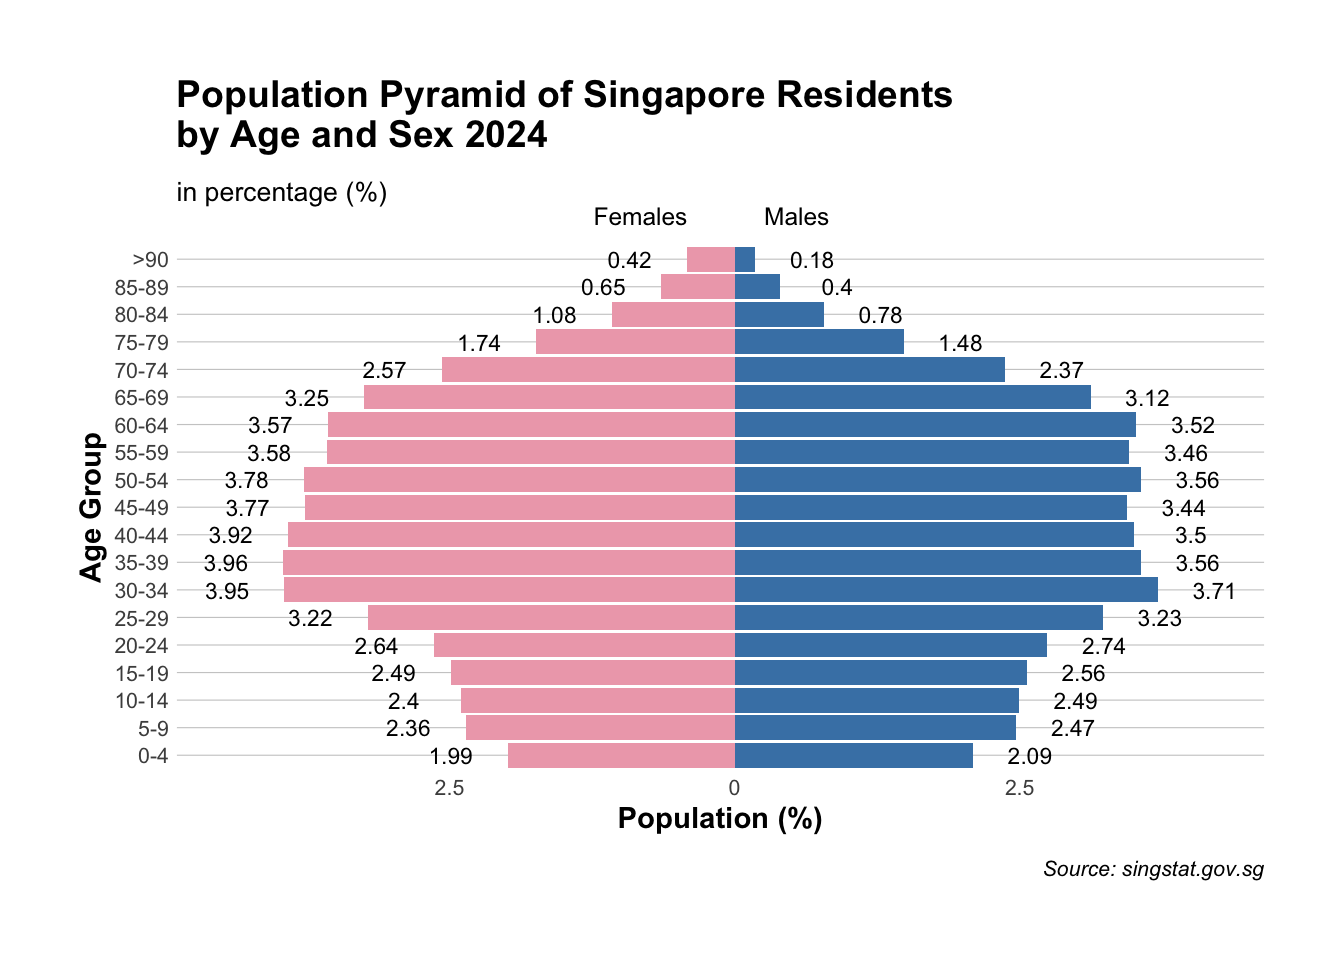 Population Pyramid of Singapore Residents
by Age and Sex 2024
in percentage (%)
Females Males
>90 0.42 0.18
85-89 0.65 0.4
80-84 1.08 0.78
75-79 1.74 1.48
70-74 2.57 2.37
65-69 3.25 3.12
60-64 3.57 3.52
55-59 3.58 3.46
50-54 3.78 3.56
45-49 3.77 3.44
40-44 3.92 3.5
35-39 3.96 3.56
30-34 3.95 3.71
25-29 3.22 3.23
20-24 2.64 2.74
15-19 2.49 2.56
10-14 2.4 2.49
5-9 2.36 2.47
0-4 1.99 2.09
Age Group
2.5 0 2.5
Population (%)
Source: singstat.gov.sg